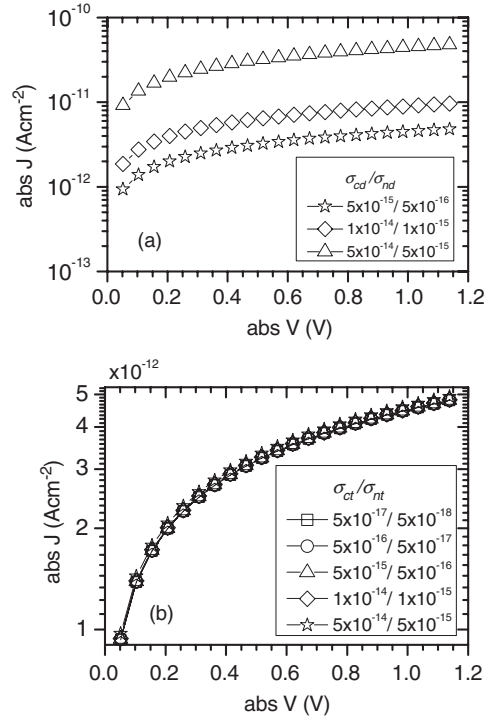 10⁻¹⁰
10⁻¹¹
10⁻¹²
10⁻¹³
abs J (Acm⁻²)
σcd/σnd
5x10⁻¹⁵/ 5x10⁻¹⁶
1x10⁻¹⁴/ 1x10⁻¹⁵
5x10⁻¹⁴/ 5x10⁻¹⁵
(a)
0.0 0.2 0.4 0.6 0.8 1.0 1.2
abs V (V)
x10⁻¹²
5
4
3
2
1
abs J (Acm⁻²)
σct/σnt
5x10⁻¹⁷/ 5x10⁻¹⁸
5x10⁻¹⁶/ 5x10⁻¹⁷
5x10⁻¹⁵/ 5x10⁻¹⁶
1x10⁻¹⁴/ 1x10⁻¹⁵
5x10⁻¹⁴/ 5x10⁻¹⁵
(b)
0.0 0.2 0.4 0.6 0.8 1.0 1.2
abs V (V)